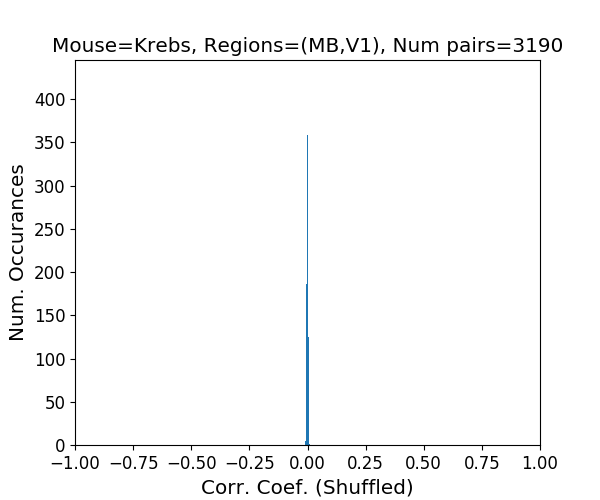 Mouse=Krebs, Regions=(MB,V1), Num pairs=3190
400
350
300
250
200
150
100
50
0
Num. Occurances
−1.00 −0.75 −0.50 −0.25 0.00 0.25 0.50 0.75 1.00
Corr. Coef. (Shuffled)